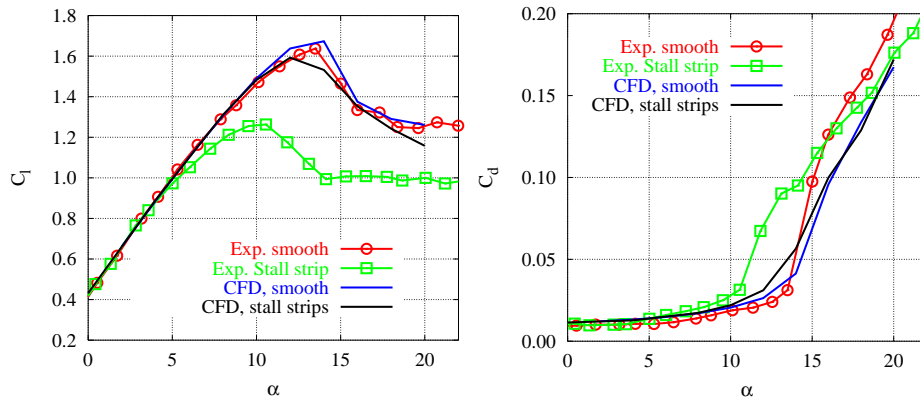 1.8
1.6
1.4
1.2
1.0
0.8
0.6
0.4
0.2
C_l
Exp. smooth
Exp. Stall strip
CFD, smooth
CFD, stall strips
0 5 10 15 20
α
0.20
0.15
0.10
0.05
0.00
C_d
Exp. smooth
Exp. Stall strip
CFD, smooth
CFD, stall strips
0 5 10 15 20
α